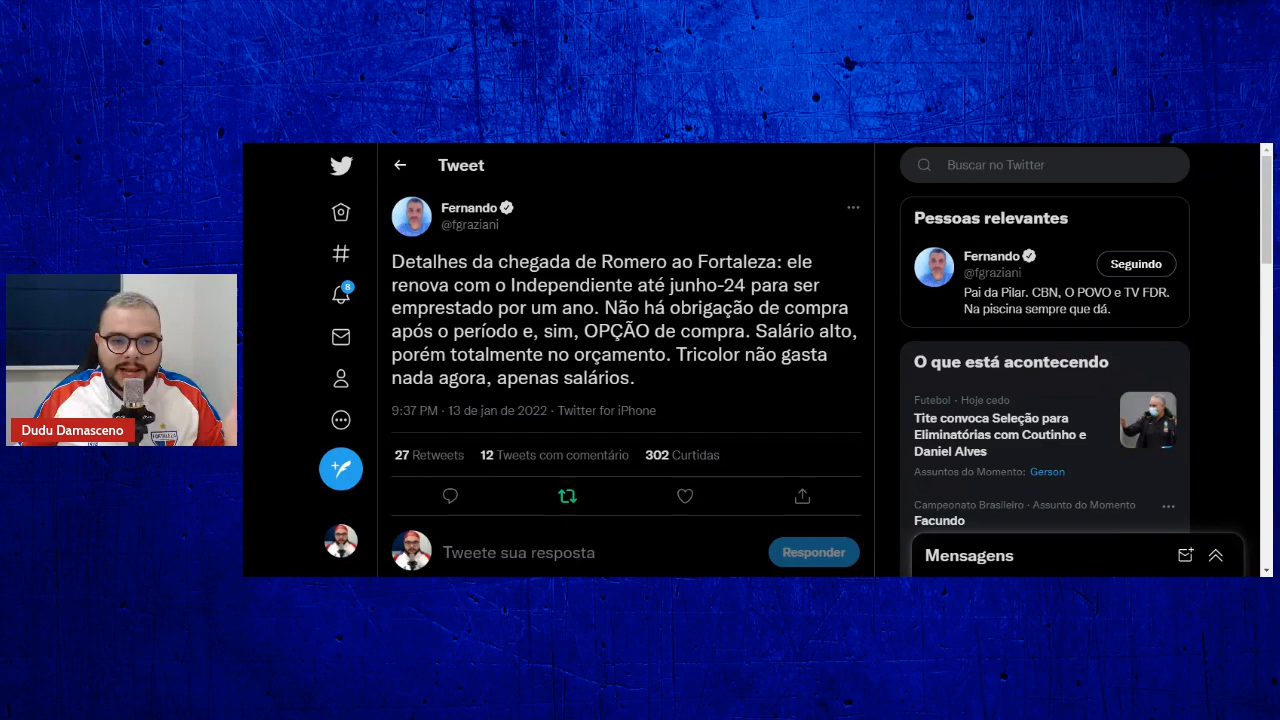 Tweet
Buscar no Twitter
Fernando
@fgraziani
Detalhes da chegada de Romero ao Fortaleza: ele
renova com o Independiente até junho-24 para ser
emprestado por um ano. Não há obrigação de compra
após o período e, sim, OPÇÃO de compra. Salário alto,
porém totalmente no orçamento. Tricolor não gasta
nada agora, apenas salários.
9:37 PM · 13 de jan de 2022 · Twitter for iPhone
27 Retweets 12 Tweets com comentário 302 Curtidas
Tweete sua resposta
Responder
8
Pessoas relevantes
Fernando
@fgraziani
Seguindo
Pai da Pilar. CBN, O POVO e TV FDR.
Na piscina sempre que dá.
O que está acontecendo
Futebol · Hoje cedo
Tite convoca Seleção para
Eliminatórias com Coutinho e
Daniel Alves
Assuntos do Momento: Gerson
Campeonato Brasileiro · Assunto do Momento
Facundo
Mensagens
Dudu Damasceno
FORTALEZA